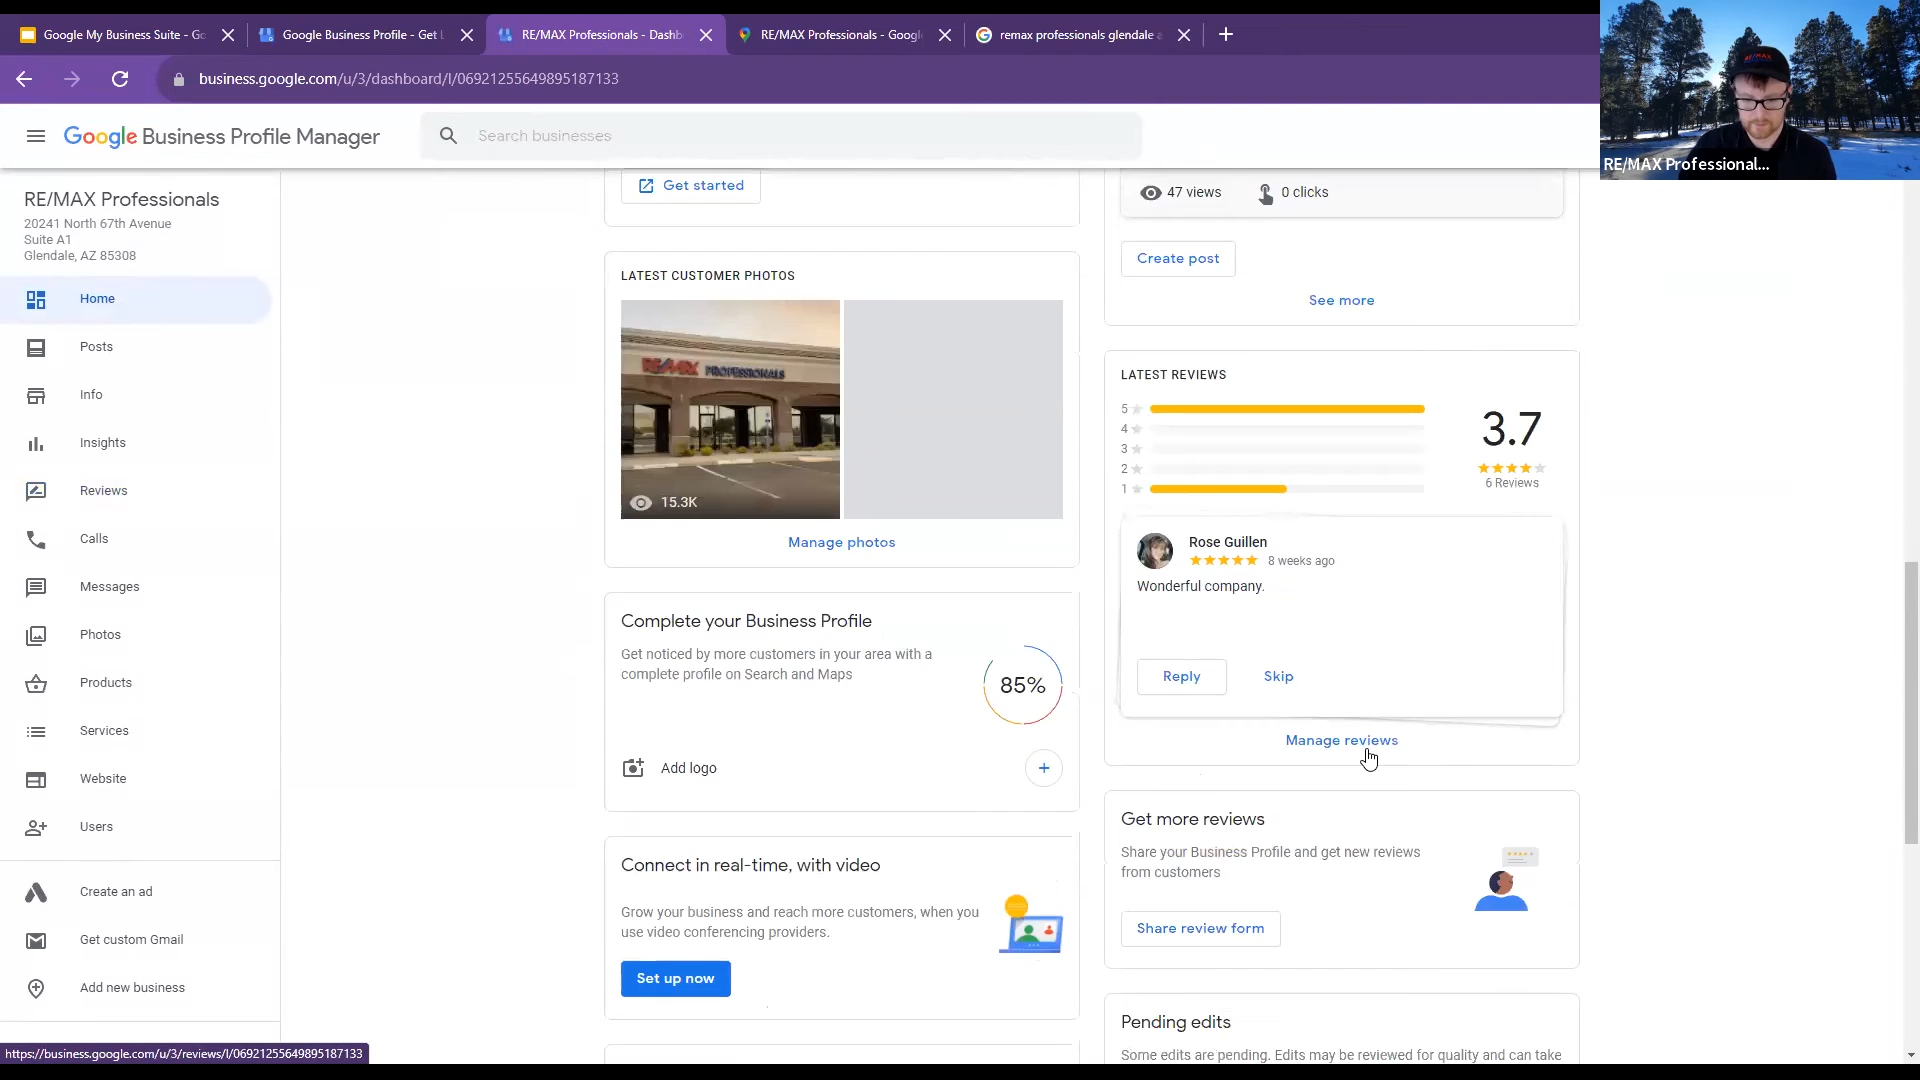 Google My Business Suite - Go
Google Business Profile - Get L
RE/MAX Professionals - Dashb
RE/MAX Professionals - Googl
remax professionals glendale a
business.google.com/u/3/dashboard/l/06921255649895187133
RE/MAX Professional...
Google Business Profile Manager
Search businesses
RE/MAX Professionals
20241 North 67th Avenue
Suite A1
Glendale, AZ 85308
Home
Posts
Info
Insights
Reviews
Calls
Messages
Photos
Products
Services
Website
Users
Create an ad
Get custom Gmail
Add new business
https://business.google.com/u/3/reviews/l/06921255649895187133
Get started
LATEST CUSTOMER PHOTOS
RE/MAX PROFESSIONALS
15.3K
Manage photos
Complete your Business Profile
Get noticed by more customers in your area with a
complete profile on Search and Maps
85%
Add logo
Connect in real-time, with video
Grow your business and reach more customers, when you
use video conferencing providers.
Set up now
47 views
0 clicks
Create post
See more
LATEST REVIEWS
5
4
3
2
1
3.7
6 Reviews
Rose Guillen
8 weeks ago
Wonderful company.
Reply
Skip
Manage reviews
Get more reviews
Share your Business Profile and get new reviews
from customers
Share review form
Pending edits
Some edits are pending. Edits may be reviewed for quality and can take